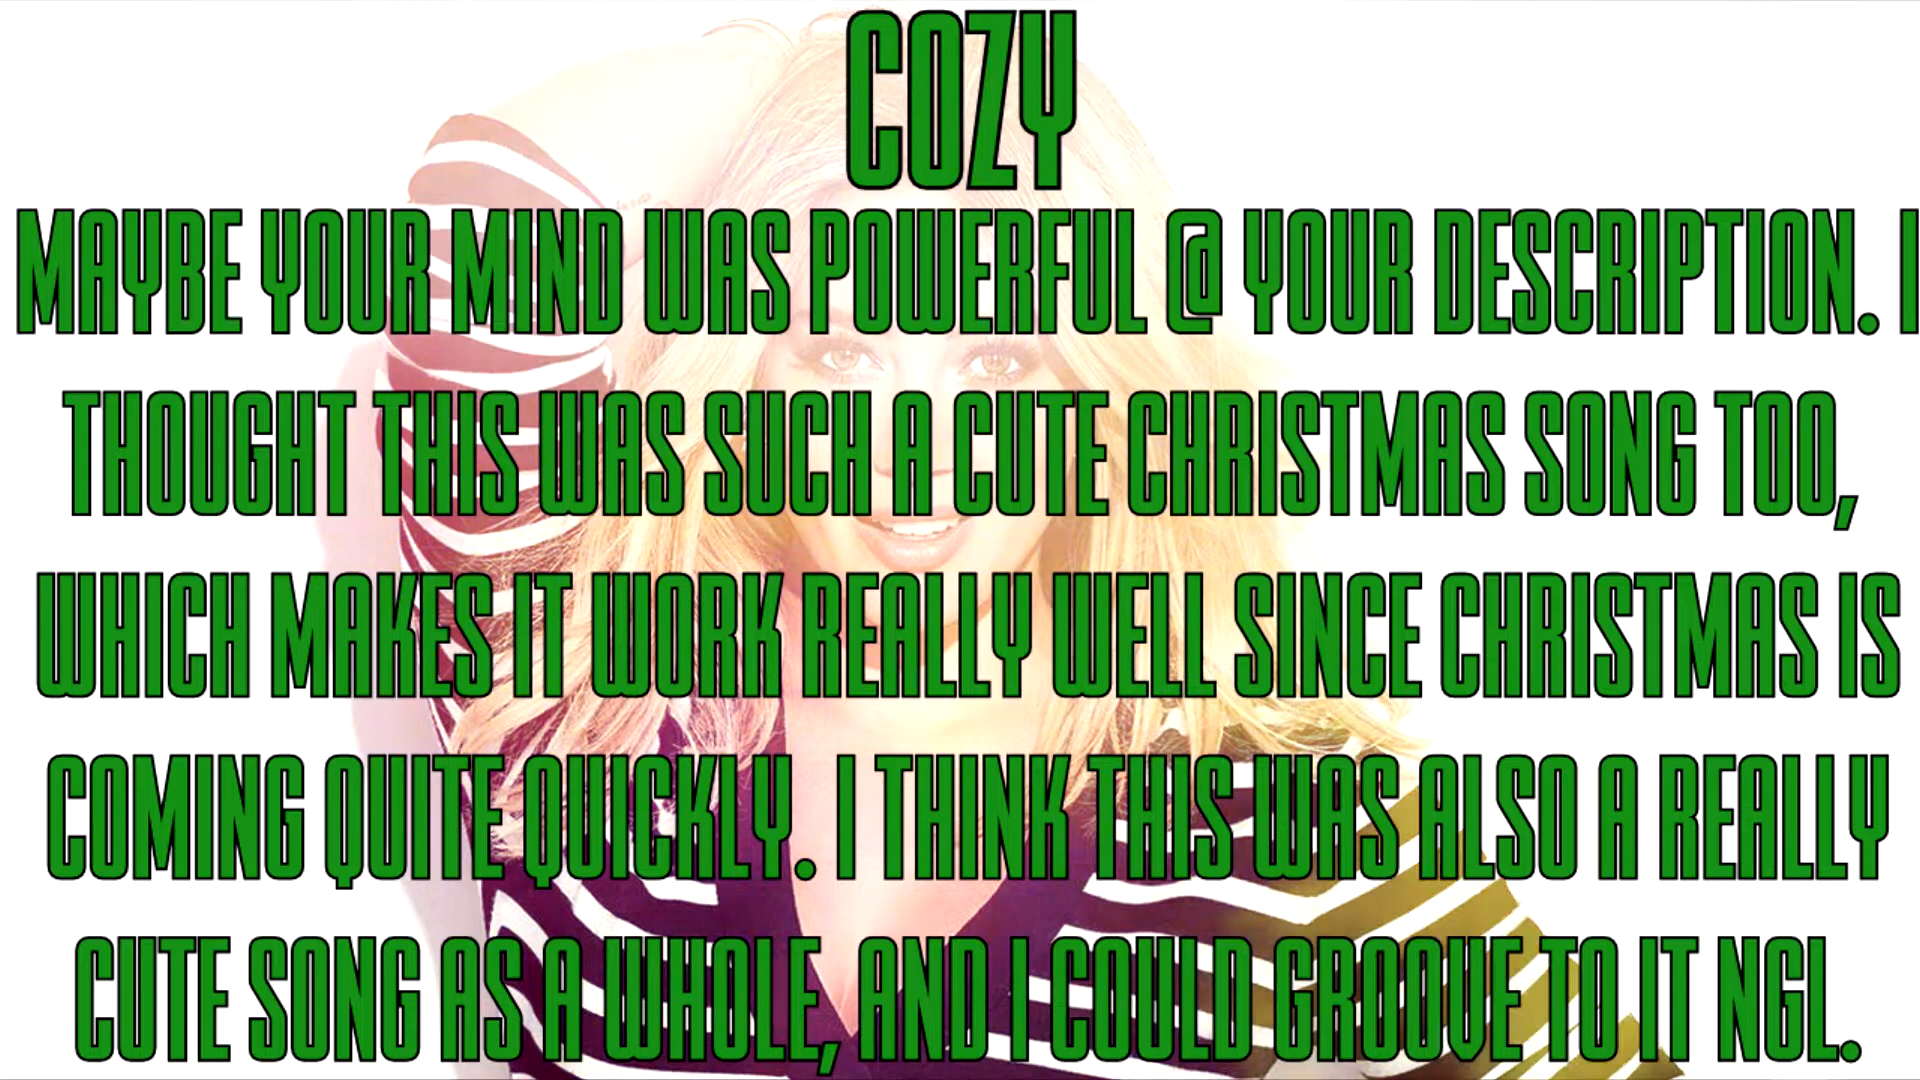 COZY
MAYBE YOUR MIND WAS POWERFUL @ YOUR DESCRIPTION. I
THOUGHT THIS WAS SUCH A CUTE CHRISTMAS SONG TOO,
WHICH MAKES IT WORK REALLY WELL SINCE CHRISTMAS IS
COMING QUITE QUICKLY. I THINK THIS WAS ALSO A REALLY
CUTE SONG AS A WHOLE, AND I COULD GROOVE TO IT NGL.